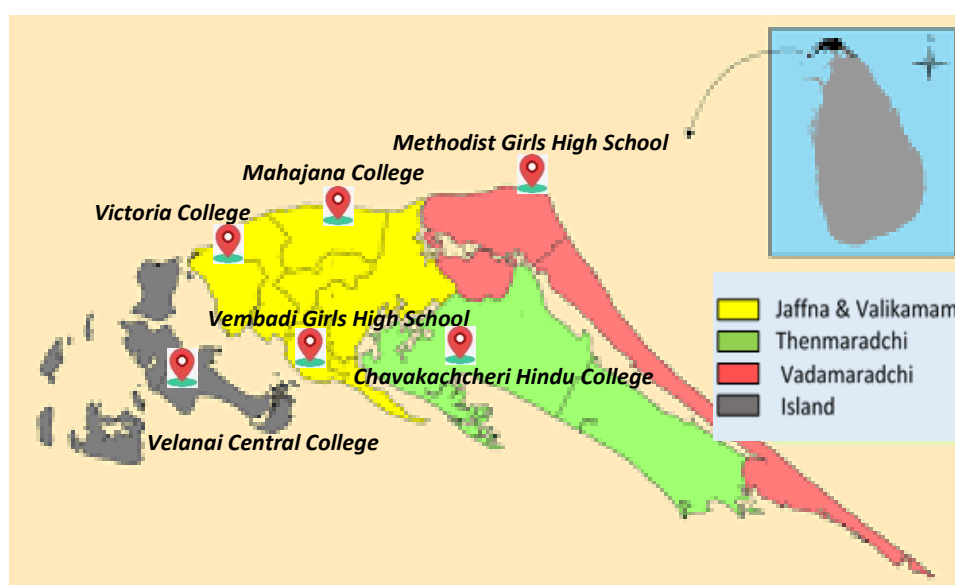 Methodist Girls High School
Mahajana College
Victoria College
Vembadi Girls High School
Chavakachcheri Hindu College
Velanai Central College
Jaffna & Valikamam
Thenmaradchi
Vadamaradchi
Island